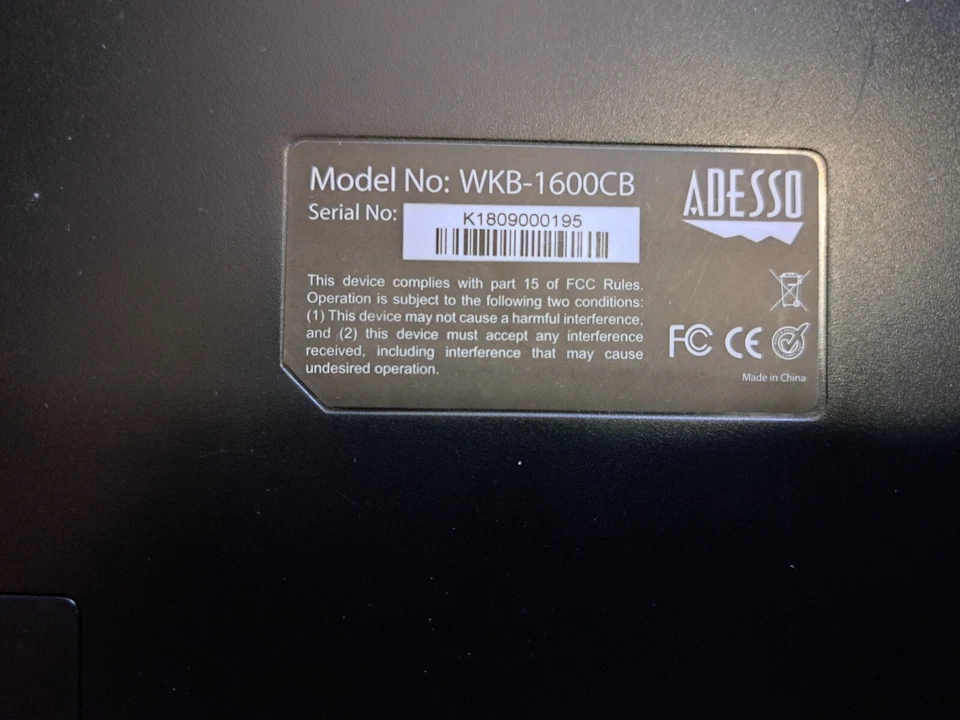 Model No: WKB-1600CB
ADESSO
Serial No: K1809000195
This device complies with part 15 of FCC Rules.
Operation is subject to the following two conditions:
(1) This device may not cause a harmful interference,
and (2) this device must accept any interference
received, including interference that may cause
undesired operation.
FC CE
Made in China